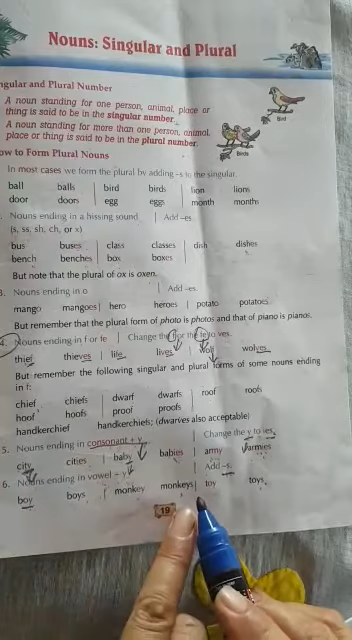 Nouns: Singular and Plural
ngular and Plural Number
A noun standing for one person, animal, place or
thing is said to be in the singular number.
A noun standing for more than one person, animal,
place or thing is said to be in the plural number.
Bird
Birds
ow to Form Plural Nouns
In most cases we form the plural by adding –s to the singular.
ball balls bird birds lion lions
door doors egg eggs month months
. Nouns ending in a hissing sound Add –es.
(s, ss, sh, ch, or x)
bus buses class classes dish dishes
bench benches box boxes
But note that the plural of ox is oxen.
3. Nouns ending in o Add –es.
mango mangoes hero heroes potato potatoes
But remember that the plural form of photo is photos and that of piano is pianos.
4. Nouns ending in f or fe Change the f or the fe to ves.
thief thieves life lives wolf wolves
But remember the following singular and plural forms of some nouns ending
in f:
chief chiefs dwarf dwarfs roof roofs
hoof hoofs proof proofs
handkerchief handkerchiefs; (dwarves also acceptable)
5. Nouns ending in consonant + y Change the y to ies.
city cities baby babies army armies
6. Nouns ending in vowel + y Add –s.
boy boys monkey monkeys toy toys
19